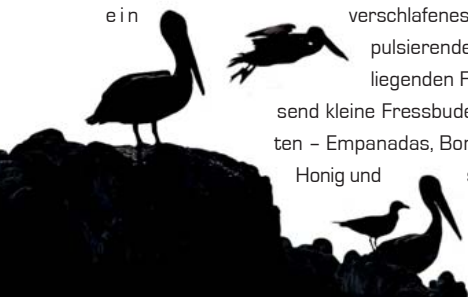 ein verschlafenes
pulsierende
liegenden F
send kleine Fressbude
ten – Empanadas, Bor
Honig und s